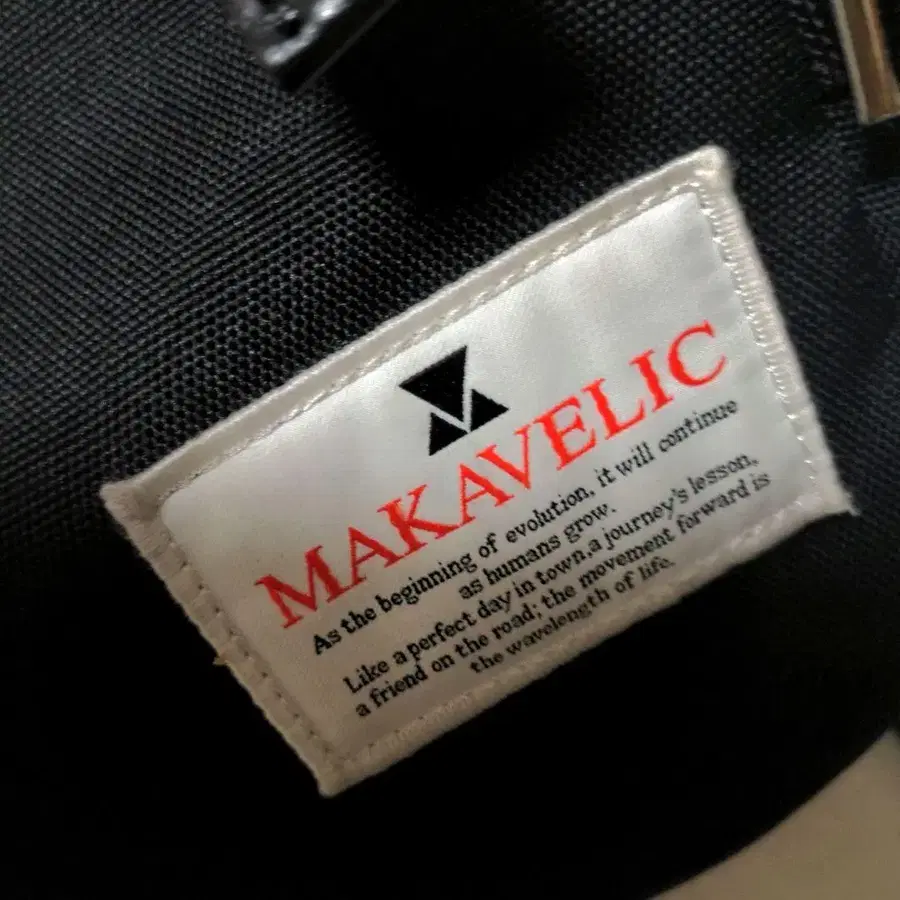 MAKAVELIC
As the beginning of evolution, it will continue
as humans grow.
Like a perfect day in town,a journey's lesson,
a friend on the road; the movement forward is
the wavelength of life.